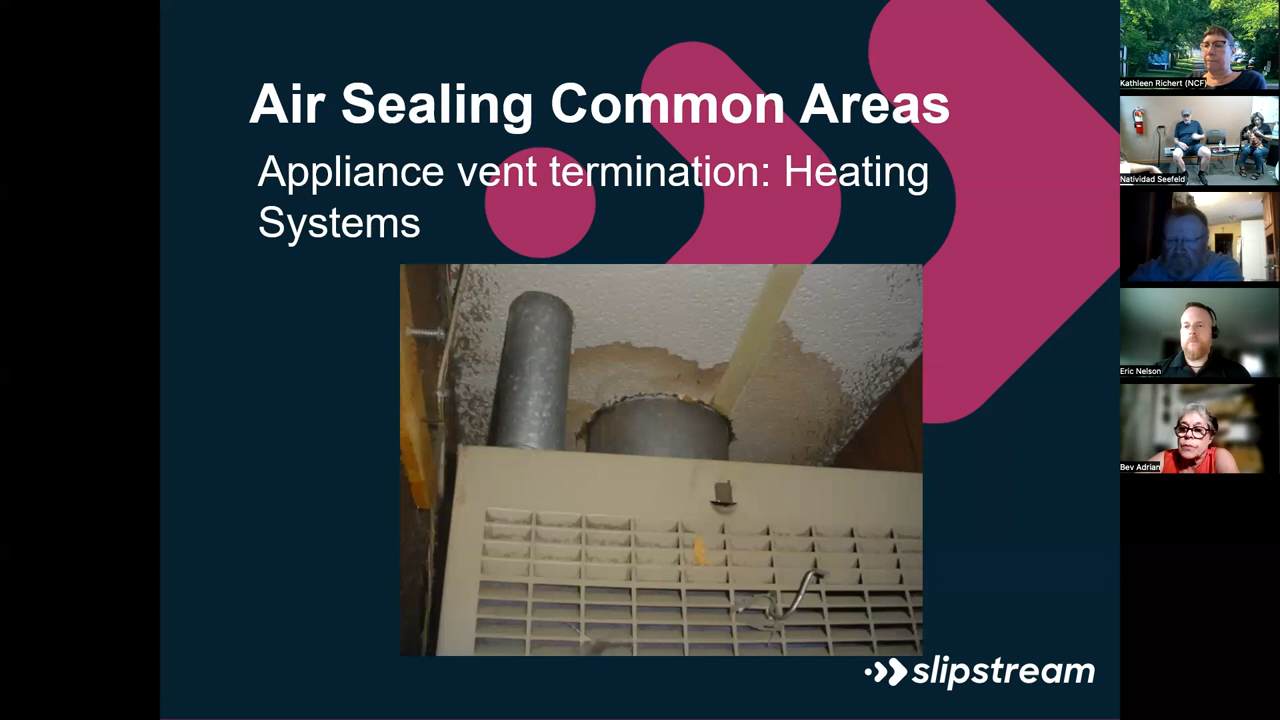 Air Sealing Common Areas
Appliance vent termination: Heating
Systems
slipstream
Kathleen Richert (NCF)
Natividad Seefeld
Eric Nelson
Bev Adrian